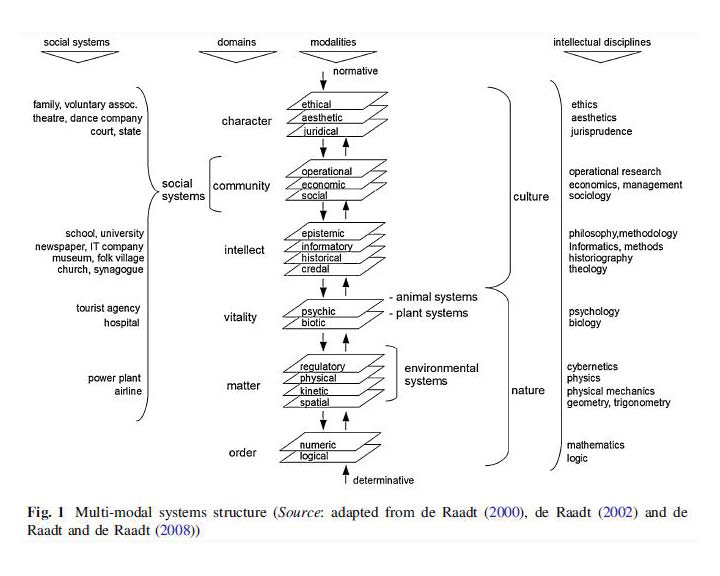 social systems domains modalities intellectual disciplines
normative
family, voluntary assoc. ethical ethics
theatre, dance company character aesthetic aesthetics
court, state juridical jurisprudence
operational operational research
social systems community economic culture economics, management
social sociology
school, university epistemic philosophy,methodology
newspaper, IT company informatory Informatics, methods
museum, folk village intellect historical historiography
church, synagogue credal theology
- animal systems
tourist agency psychic - plant systems psychology
hospital vitality biotic biology
regulatory environmental systems cybernetics
power plant matter physical physics
airline kinetic nature physical mechanics
spatial geometry, trigonometry
numeric mathematics
order logical logic
determinative
Fig. 1 Multi-modal systems structure (Source: adapted from de Raadt (2000), de Raadt (2002) and de
Raadt and de Raadt (2008))